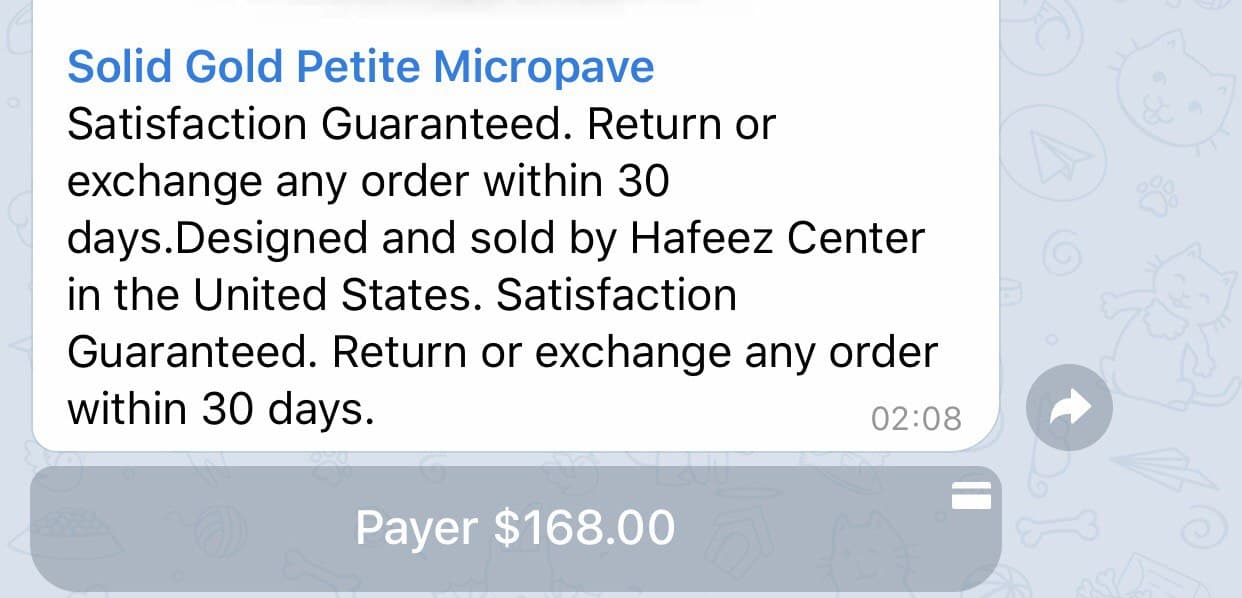 Solid Gold Petite Micropave
Satisfaction Guaranteed. Return or
exchange any order within 30
days.Designed and sold by Hafeez Center
in the United States. Satisfaction
Guaranteed. Return or exchange any order
within 30 days.
02:08
Payer $168.00